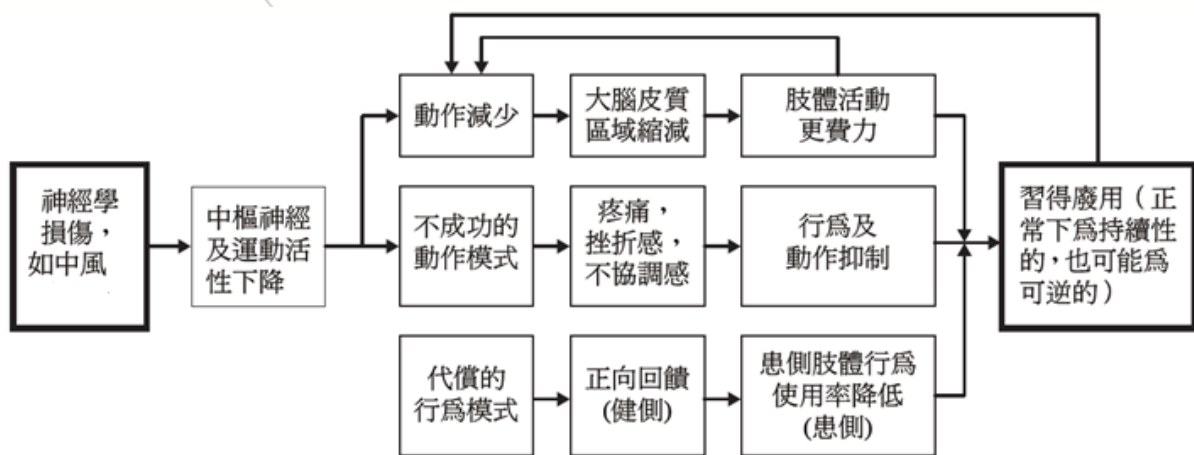 神經學
損傷，
如中風
中樞神經
及運動活
性下降
動作減少
大腦皮質
區域縮減
肢體活動
更費力
不成功的
動作模式
疼痛，
挫折感，
不協調感
行為及
動作抑制
代償的
行為模式
正向回饋
(健側)
患側肢體行為
使用率降低
(患側)
習得廢用（正
常下為持續性
的，也可能為
可逆的）